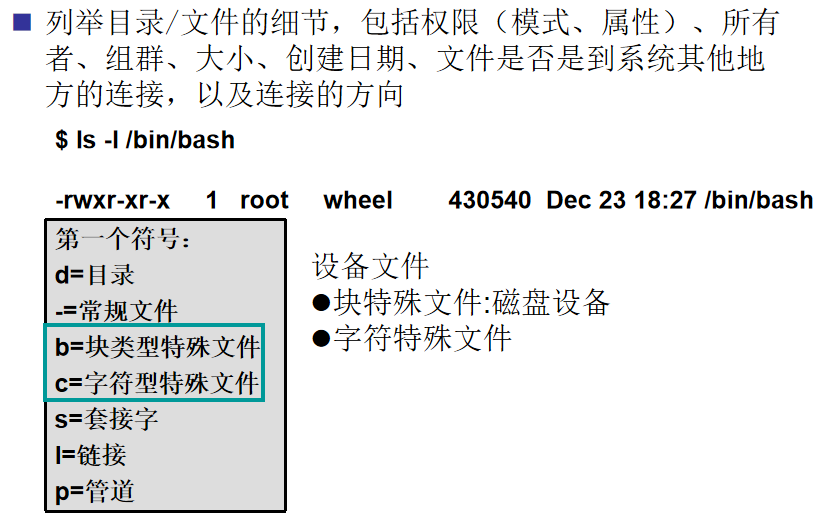 列举目录/文件的细节，包括权限（模式、属性）、所有
者、组群、大小、创建日期、文件是否是到系统其他地
方的连接，以及连接的方向
$ ls -l /bin/bash
-rwxr-xr-x 1 root wheel 430540 Dec 23 18:27 /bin/bash
第一个符号：
d=目录
-=常规文件
b=块类型特殊文件
c=字符型特殊文件
s=套接字
l=链接
p=管道
设备文件
●块特殊文件:磁盘设备
●字符特殊文件